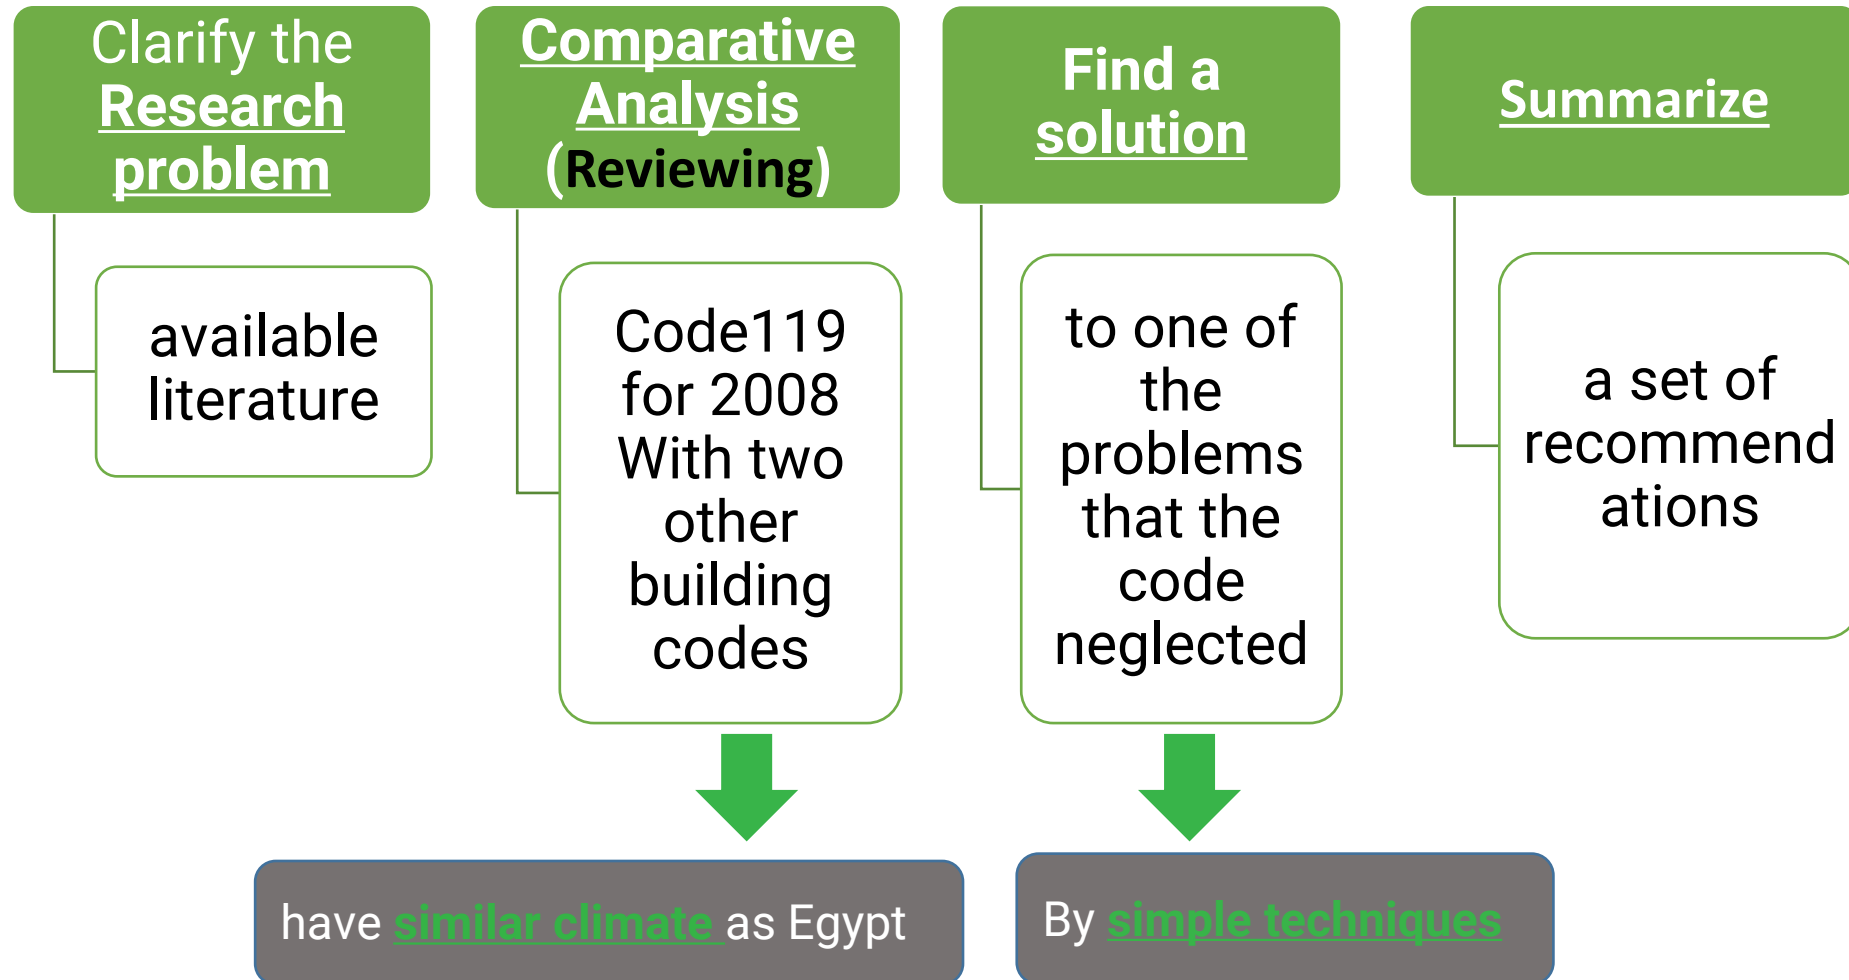 Clarify the
Research
problem
available
literature
Comparative
Analysis
(Reviewing)
Code119
for 2008
With two
other
building
codes
have similar climate as Egypt
Find a
solution
to one of
the
problems
that the
code
neglected
By simple techniques
Summarize
a set of
recommend
ations